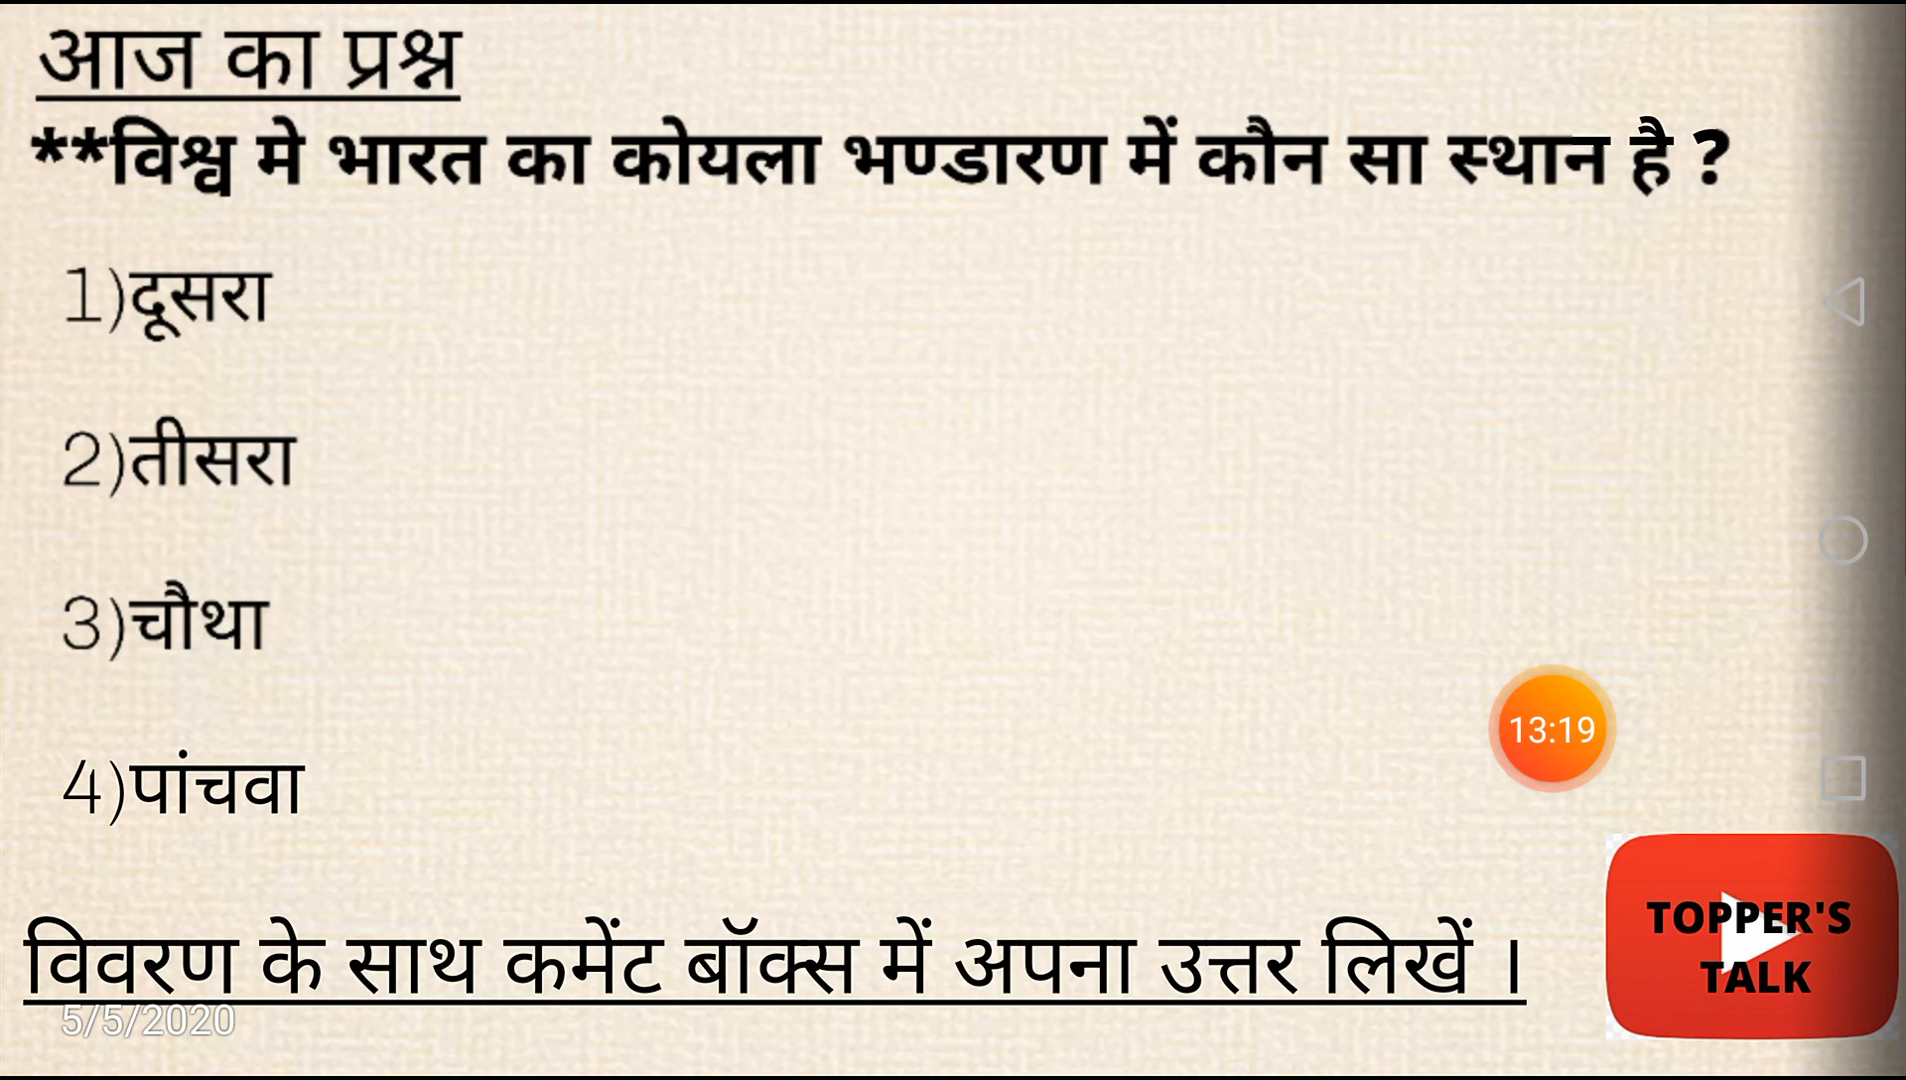 आज का प्रश्न
**विश्व मे भारत का कोयला भण्डारण में कौन सा स्थान है ?
1)दूसरा
2)तीसरा
3)चौथा
4)पांचवा
13:19
विवरण के साथ कमेंट बॉक्स में अपना उत्तर लिखें ।
5/5/2020
TOPPER'S
TALK